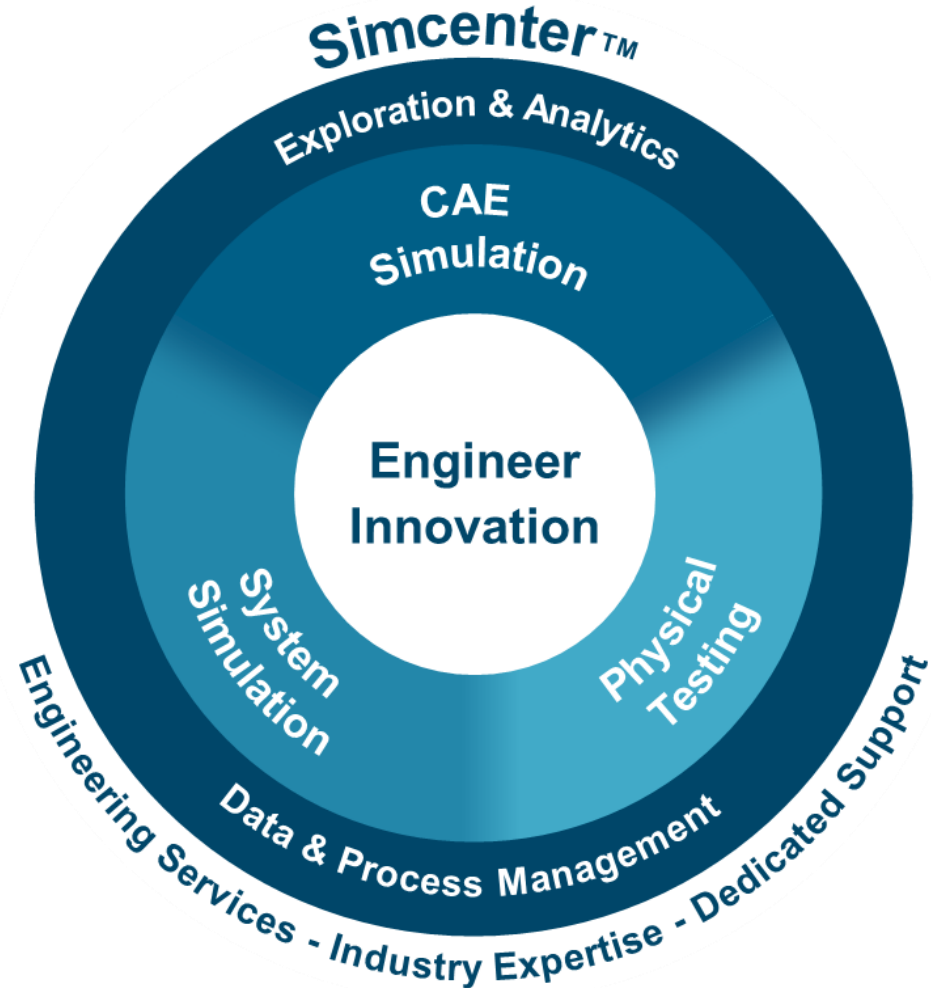 Simcenter™
Exploration & Analytics
CAE
Simulation
Engineer
Innovation
System
Simulation
Physical
Testing
Data & Process Management
Engineering Services - Industry Expertise - Dedicated Support